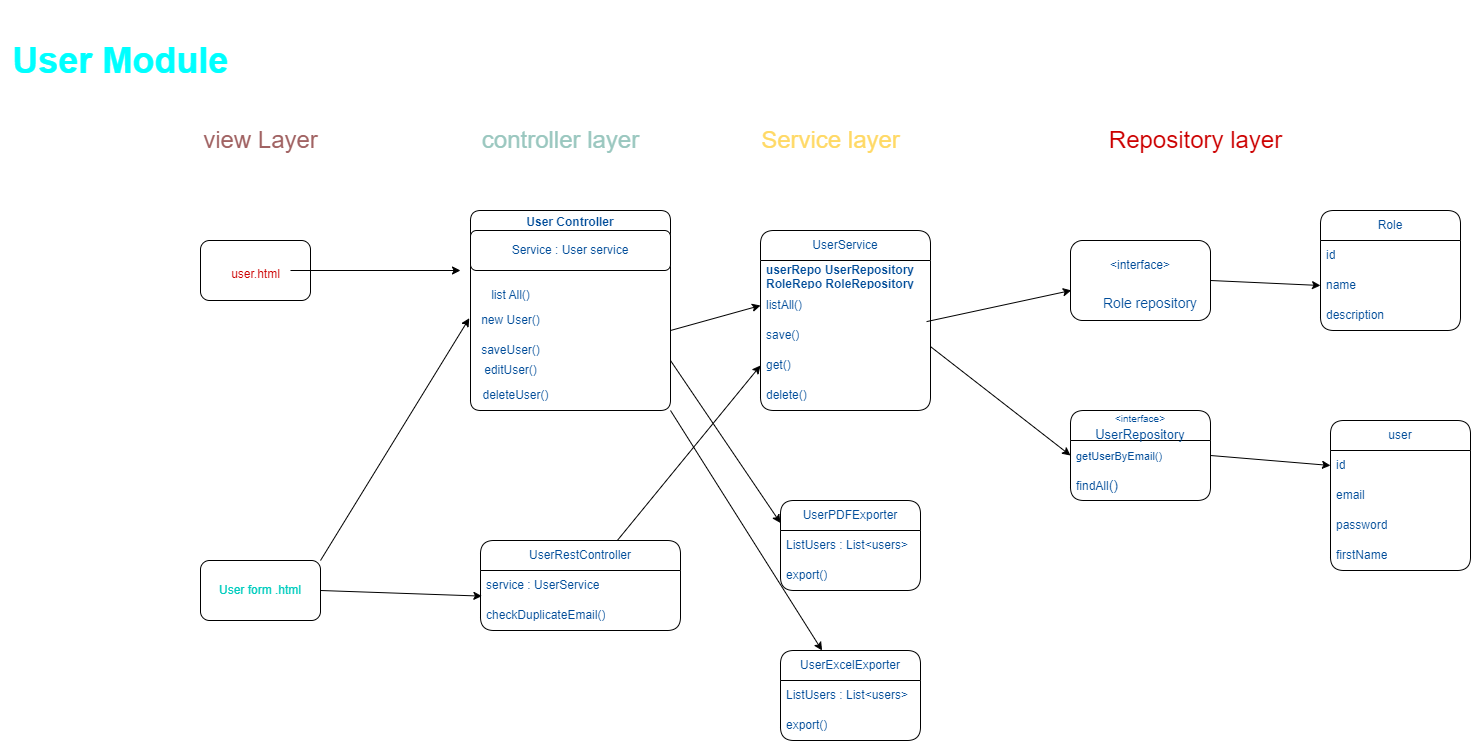 User Module
view Layer
controller layer
Service layer
Repository layer
user.html
User form .html
User Controller
Service : User service
list All()
new User()
saveUser()
editUser()
deleteUser()
UserRestController
service : UserService
checkDuplicateEmail()
UserService
userRepo UserRepository
RoleRepo RoleRepository
listAll()
save()
get()
delete()
UserPDFExporter
ListUsers : List<users>
export()
UserExcelExporter
ListUsers : List<users>
export()
<interface>
Role repository
<interface>
UserRepository
getUserByEmail()
findAll()
Role
id
name
description
user
id
email
password
firstName